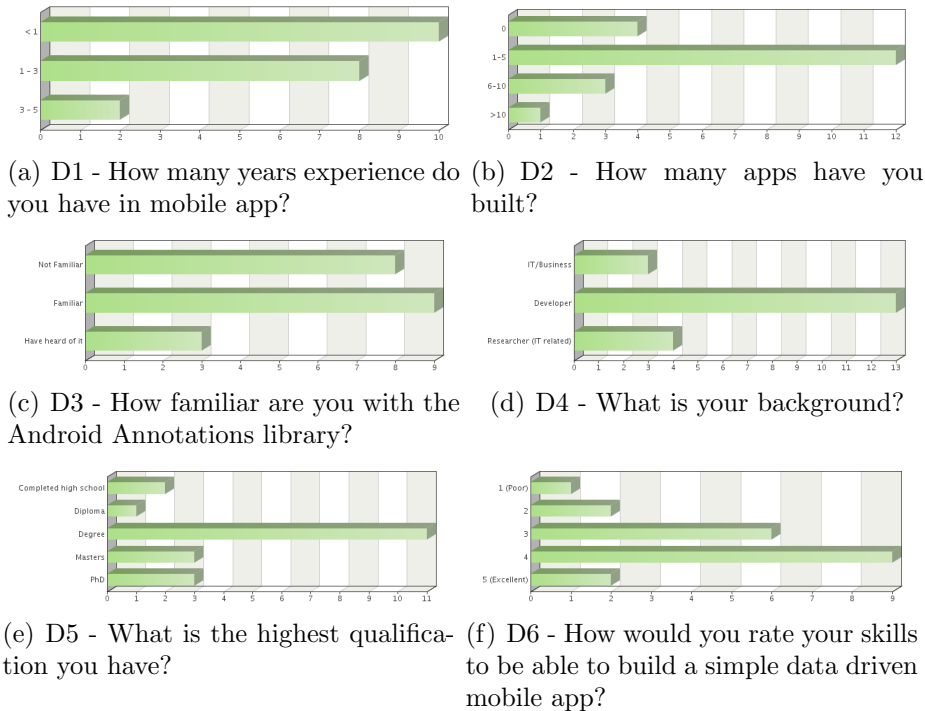 < 1
1 – 3
3 – 5
0 1 2 3 4 5 6 7 8 9 10
(a) D1 - How many years experience do
you have in mobile app?
0
1–5
6–10
>10
0 1 2 3 4 5 6 7 8 9 10 11 12
(b) D2 - How many apps have you
built?
Not Familiar
Familiar
Have heard of it
0 1 2 3 4 5 6 7 8 9
(c) D3 - How familiar are you with the
Android Annotations library?
IT/Business
Developer
Researcher (IT related)
0 1 2 3 4 5 6 7 8 9 10 11 12 13
(d) D4 - What is your background?
Completed high school
Diploma
Degree
Masters
PhD
0 1 2 3 4 5 6 7 8 9 10 11
(e) D5 - What is the highest qualifica-
tion you have?
1 (Poor)
2
3
4
5 (Excellent)
0 1 2 3 4 5 6 7 8 9
(f) D6 - How would you rate your skills
to be able to build a simple data driven
mobile app?